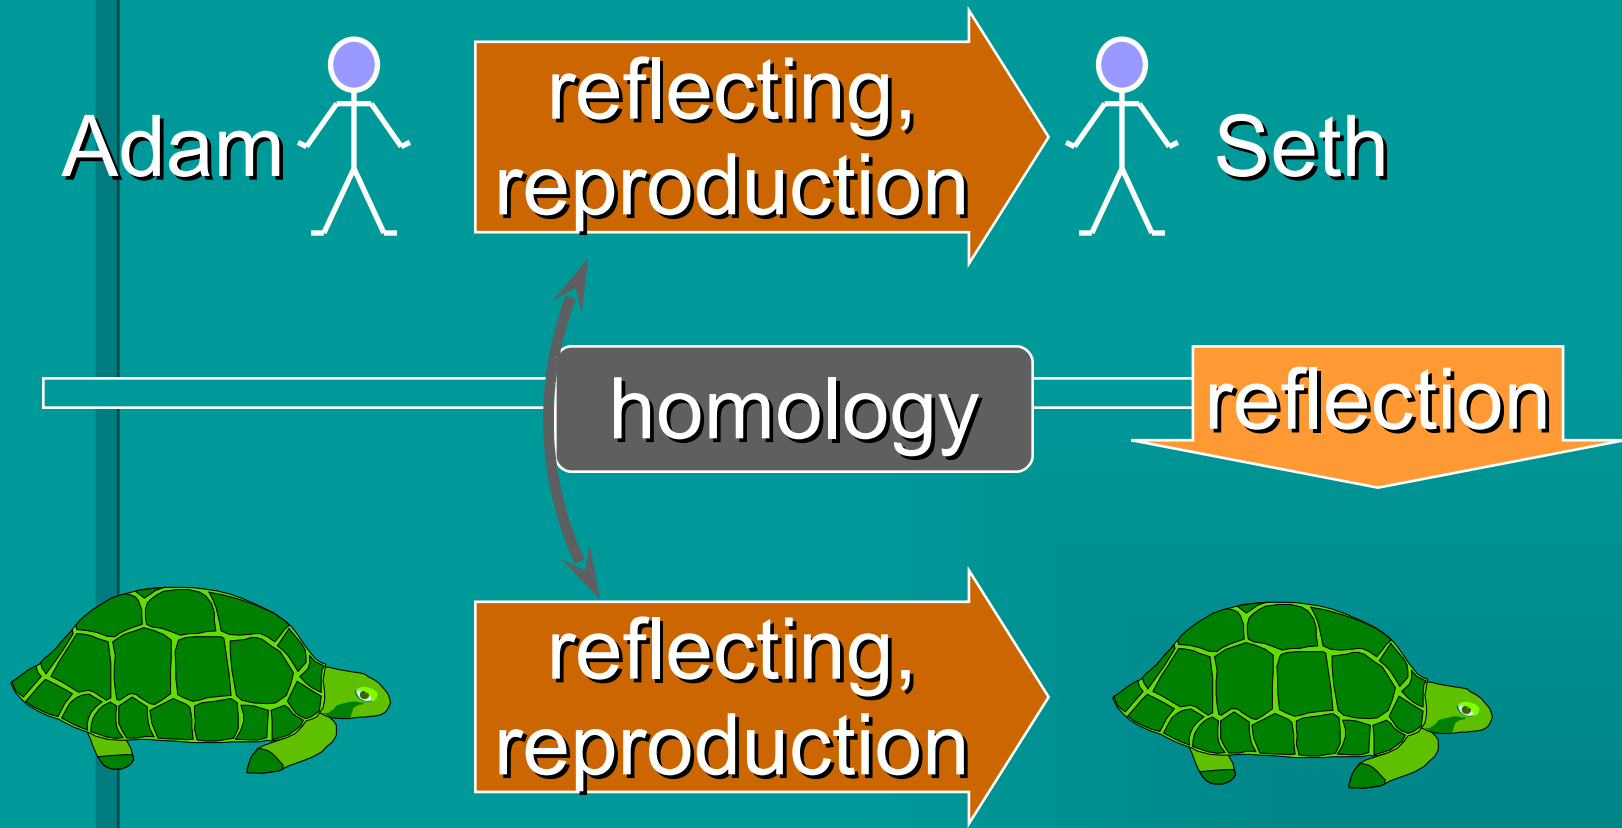 reflecting,
reproduction
Adam
Seth
homology
reflection
reflecting,
reproduction